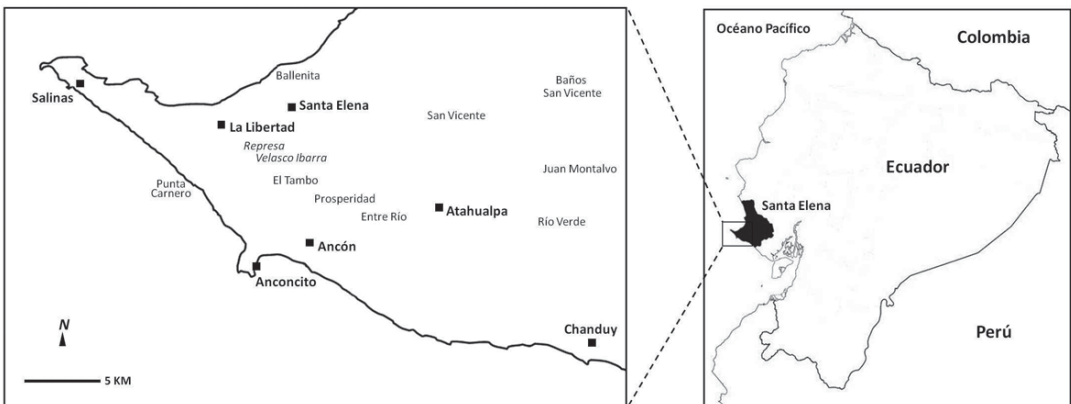 Ballenita
Salinas
Santa Elena
Baños
San Vicente
San Vicente
La Libertad
Represa
Velasco Ibarra
Juan Montalvo
Punta
Carnero
El Tambo
Prosperidad
Entre Río
Atahualpa
Río Verde
Ancón
Anconcito
Chanduy
N
5 KM
Océano Pacífico
Colombia
Ecuador
Santa Elena
Perú